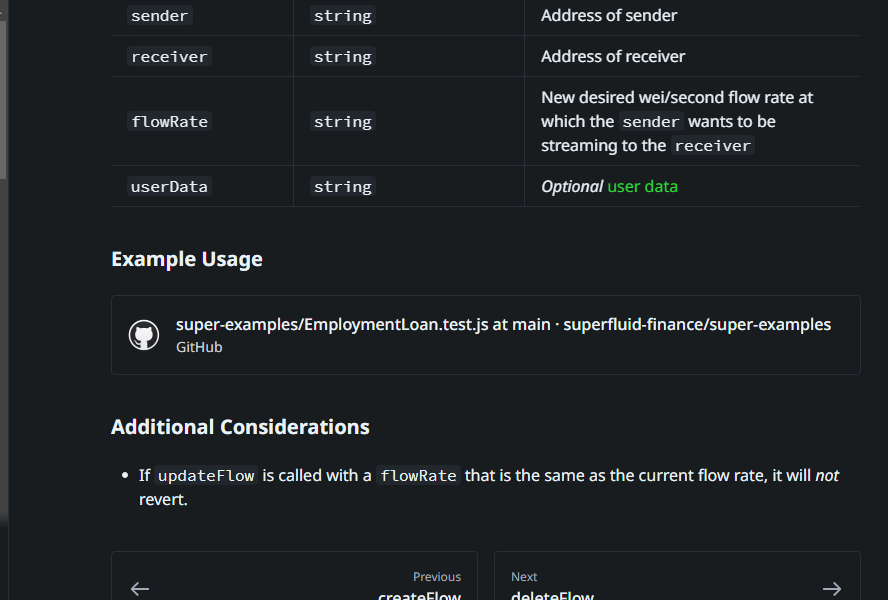 sender string Address of sender
receiver string Address of receiver
New desired wei/second flow rate at
flowRate string which the sender wants to be
streaming to the receiver
userData string Optional user data
Example Usage
super-examples/EmploymentLoan.test.js at main · superfluid-finance/super-examples
GitHub
Additional Considerations
• If updateFlow is called with a flowRate that is the same as the current flow rate, it will not
revert.
Previous
createFlow
Next
deleteFlow